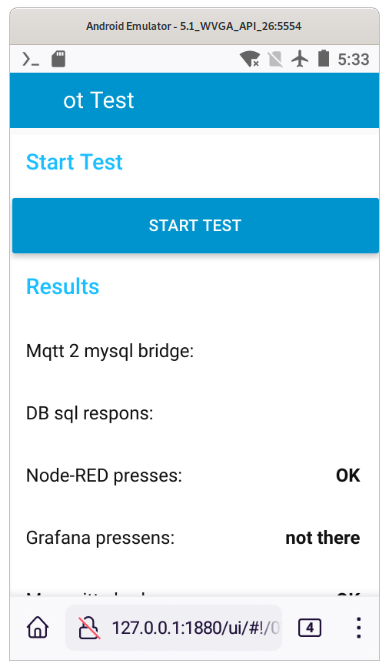 Android Emulator - 5.1_WVGA_API_26:5554
5:33
ot Test
Start Test
START TEST
Results
Mqtt 2 mysql bridge:
DB sql respons:
Node-RED presses: OK
Grafana pressens: not there
OK
127.0.0.1:1880/ui/#!/0
4